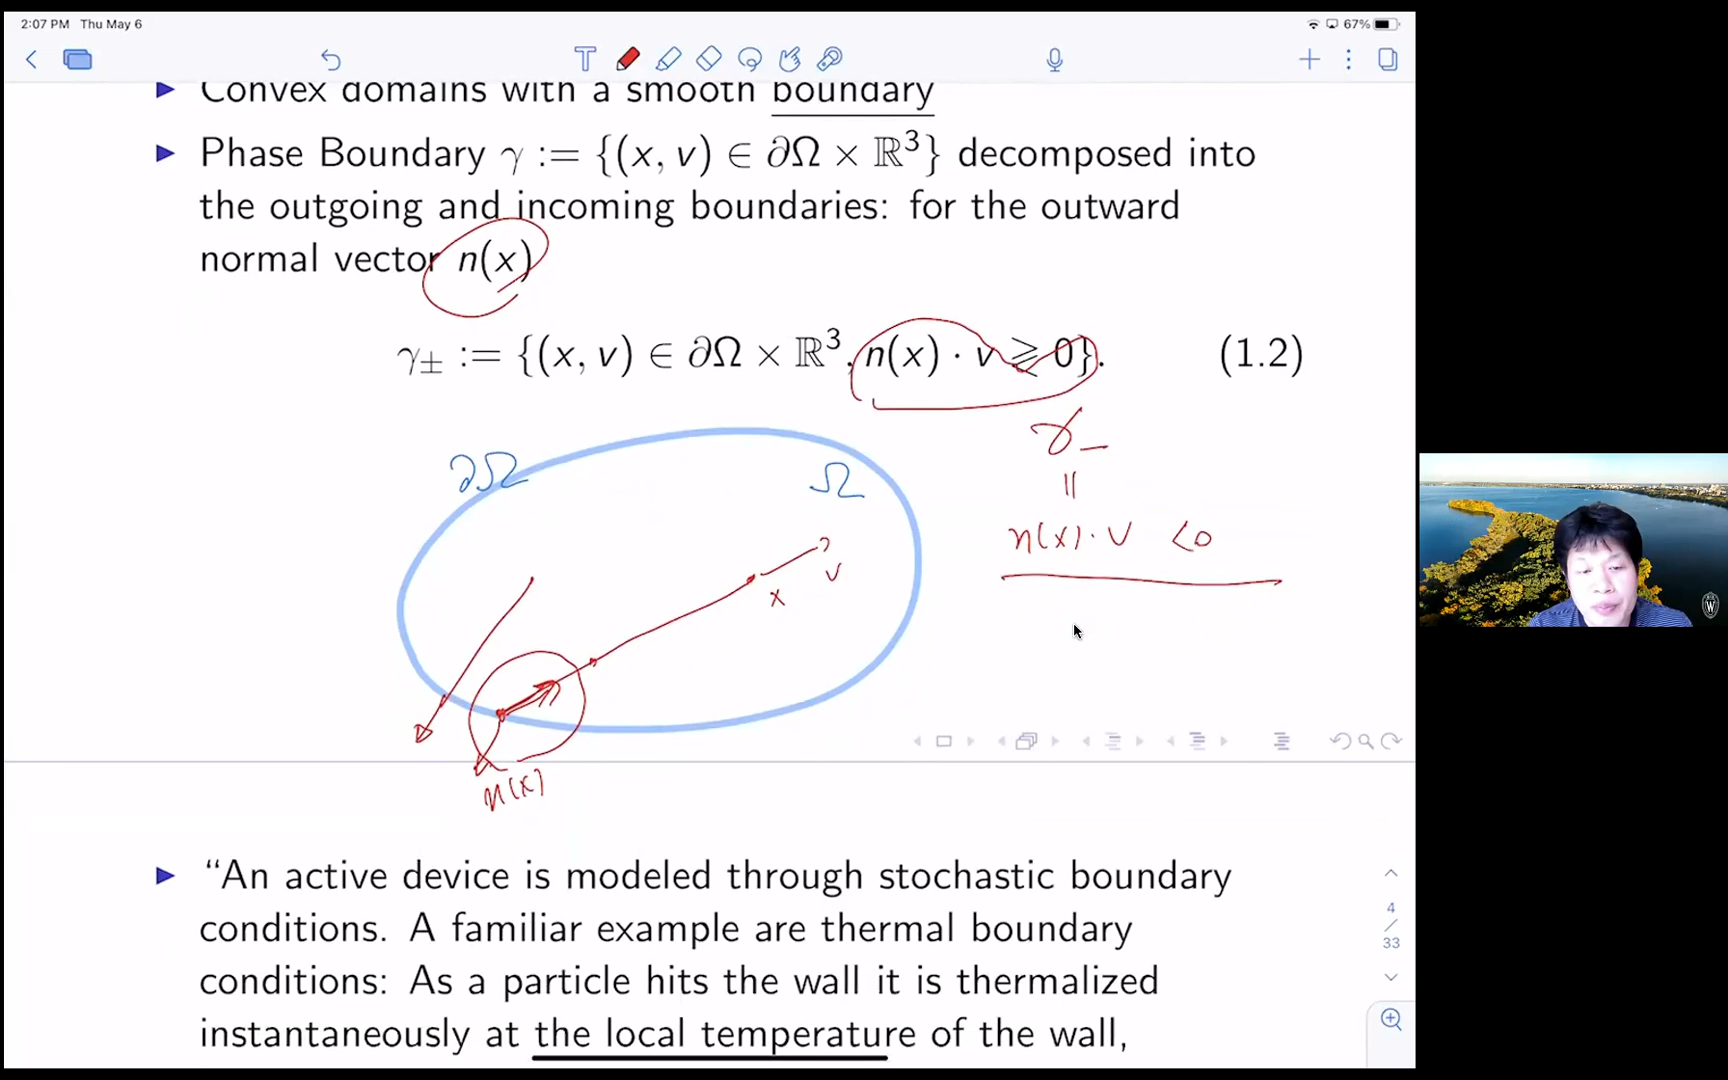 2:07 PM Thu May 6
67%
▶ Convex domains with a smooth boundary
▶ Phase Boundary γ := {(x, v) ∈ ∂Ω × ℝ³} decomposed into
the outgoing and incoming boundaries: for the outward
normal vector n(x)
γ± := {(x, v) ∈ ∂Ω × ℝ³, n(x) · v ≷ 0}. (1.2)
γ−
∂Ω
Ω
n(x) · v <0
v
x
n(x)
▶ “An active device is modeled through stochastic boundary
conditions. A familiar example are thermal boundary
conditions: As a particle hits the wall it is thermalized
instantaneously at the local temperature of the wall,
4
/
33
W